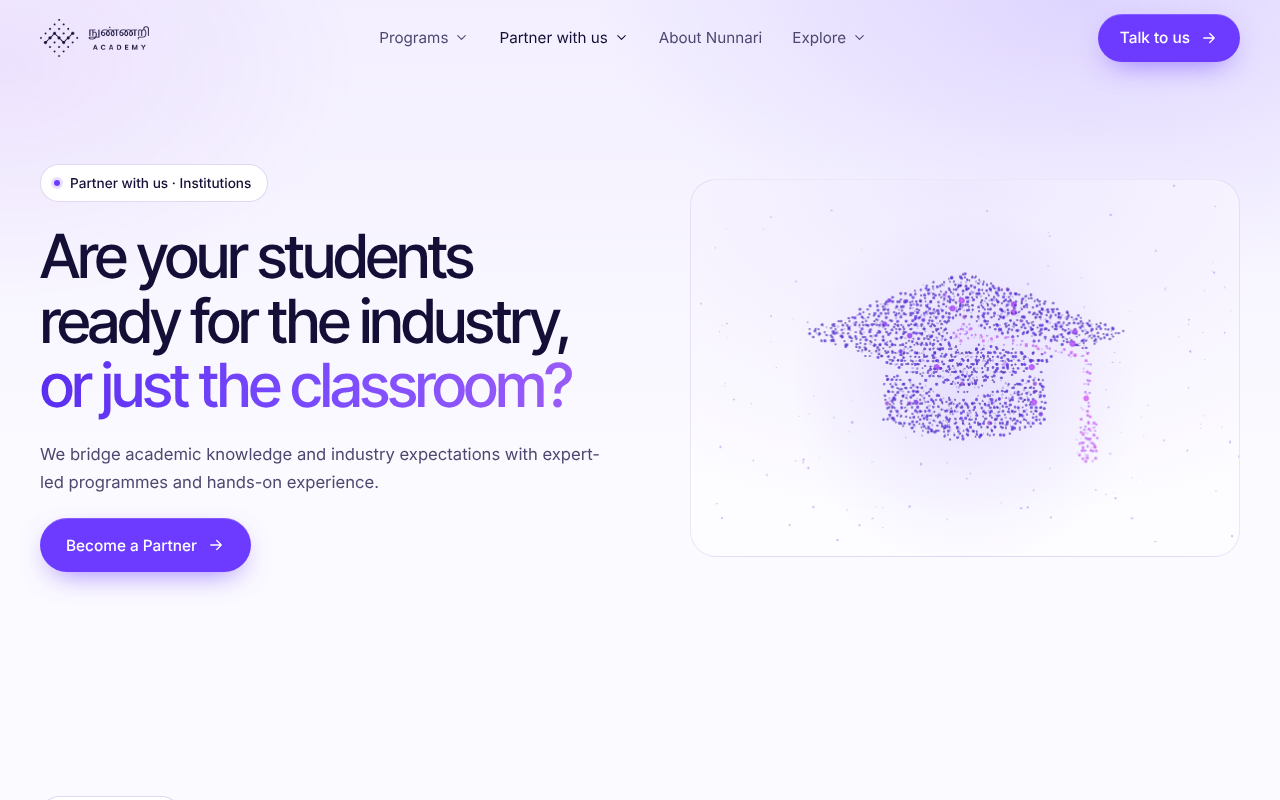 நுண்ணறி
ACADEMY
Programs
Partner with us
About Nunnari
Explore
Talk to us
Partner with us · Institutions
Are your students
ready for the industry,
or just the classroom?
We bridge academic knowledge and industry expectations with expert-
led programmes and hands-on experience.
Become a Partner